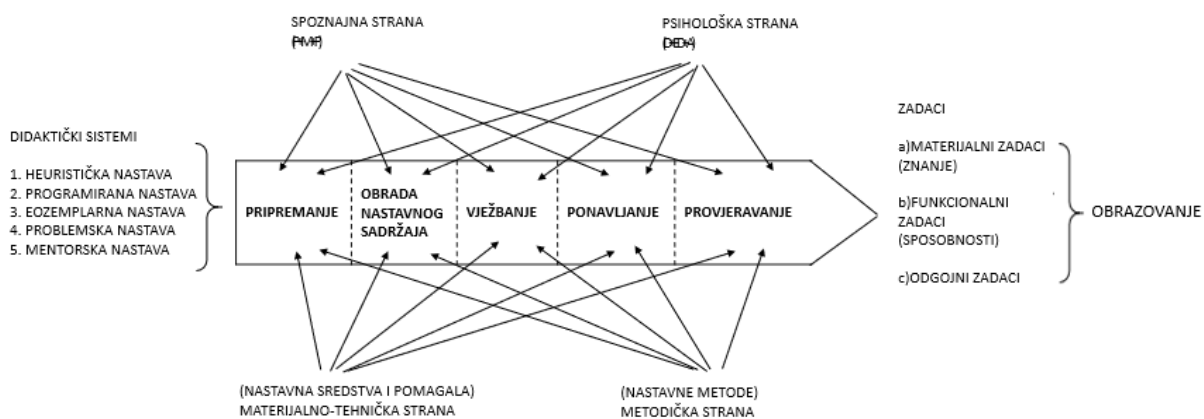 SPOZNAJNA STRANA
PSIHOLOŠKA STRANA
DIDAKTIČKI SISTEMI
1. HEURISTIČKA NASTAVA
2. PROGRAMIRANA NASTAVA
3. EOZEMPLARNA NASTAVA
4. PROBLEMSKA NASTAVA
5. MENTORSKA NASTAVA
PRIPREMANJE
OBRADA
NASTAVNOG
SADRŽAJA
VJEŽBANJE
PONAVLJANJE
PROVJERAVANJE
ZADACI
a)MATERIJALNI ZADACI
(ZNANJE)
b)FUNKCIONALNI
ZADACI
(SPOSOBNOSTI)
c)ODGOJNI ZADACI
OBRAZOVANJE
(NASTAVNA SREDSTVA I POMAGALA)
MATERIJALNO-TEHNIČKA STRANA
(NASTAVNE METODE)
METODIČKA STRANA